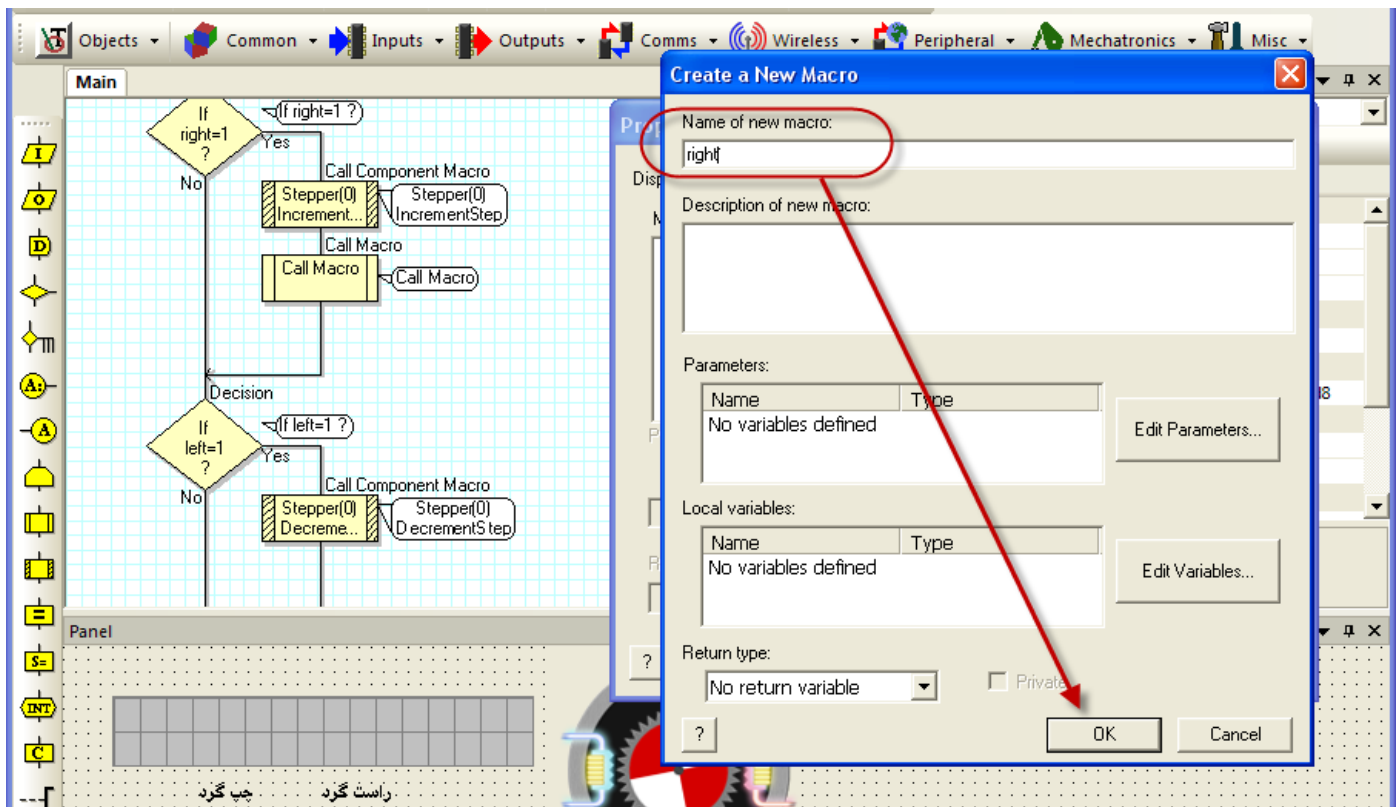 Objects Common Inputs Outputs Comms Wireless Peripheral Mechatronics Misc
Main
If
right=1
?
If right=1 ?
Yes
No
Call Component Macro
Stepper(0)
Increment...
Stepper(0)
IncrementStep
Call Macro
Call Macro
Call Macro
Decision
If
left=1
?
If left=1 ?
Yes
No
Call Component Macro
Stepper(0)
Decreme...
Stepper(0)
DecrementStep
I
O
D
A:
A
=
S=
INT
C
Panel
چپ گرد
راست گرد
Prop
Disp
?
Create a New Macro
Name of new macro:
right
Description of new macro:
Parameters:
Name Type
No variables defined
Edit Parameters...
Local variables:
Name Type
No variables defined
Edit Variables...
Return type:
No return variable
Private
?
OK
Cancel